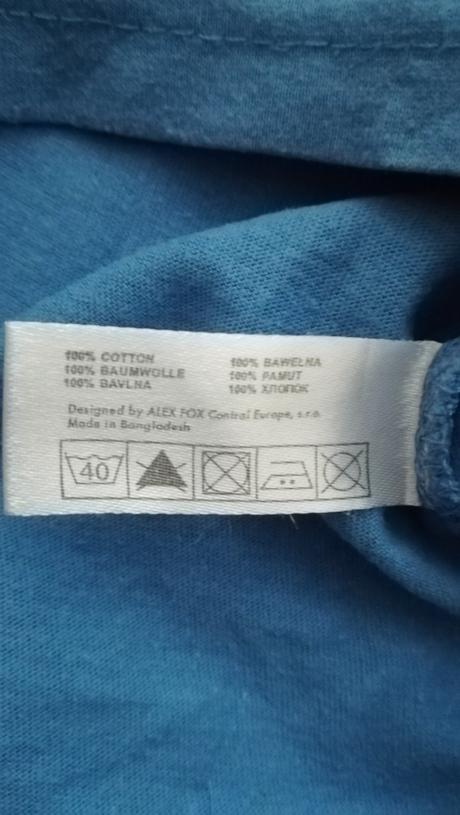 100% COTTON
100% BAUMWOLLE
100% BAVLNA
100% BAWEŁNA
100% PAMUT
100% ХЛОПОК
Designed by ALEX FOX Central Europe, s.r.o.
Made in Bangladesh
40